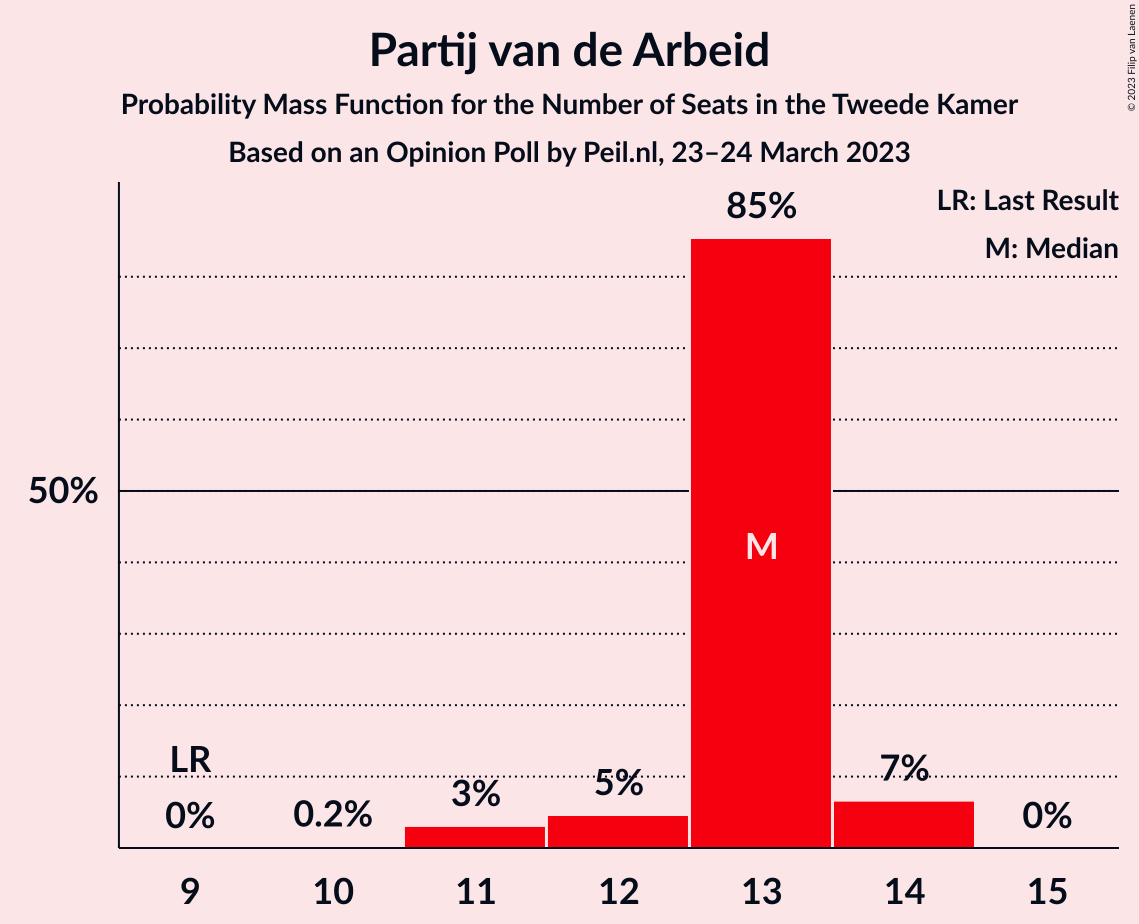 Partij van de Arbeid
Probability Mass Function for the Number of Seats in the Tweede Kamer
Based on an Opinion Poll by Peil.nl, 23–24 March 2023
© 2023 Filip van Laenen
LR: Last Result
M: Median
85%
50%
M
LR
0%
0.2%
3%
5%
7%
0%
9
10
11
12
13
14
15